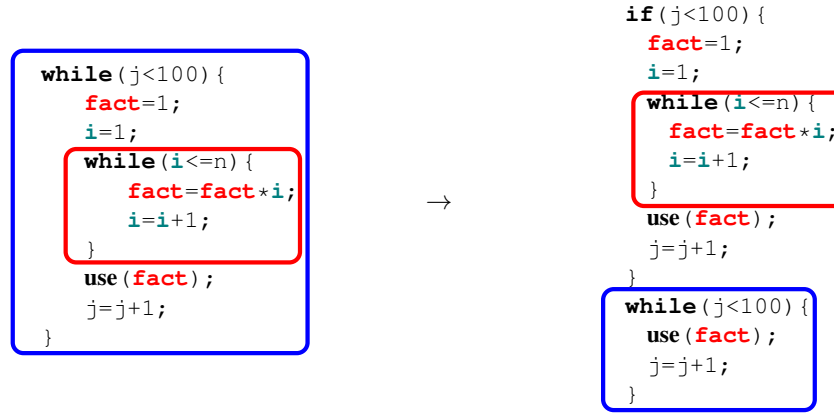 while(j<100){
    fact=1;
    i=1;
    while(i<=n){
        fact=fact*i;
        i=i+1;
    }
    use(fact);
    j=j+1;
}
→
if(j<100){
  fact=1;
  i=1;
  while(i<=n){
    fact=fact*i;
    i=i+1;
  }
  use(fact);
  j=j+1;
}
while(j<100){
  use(fact);
  j=j+1;
}